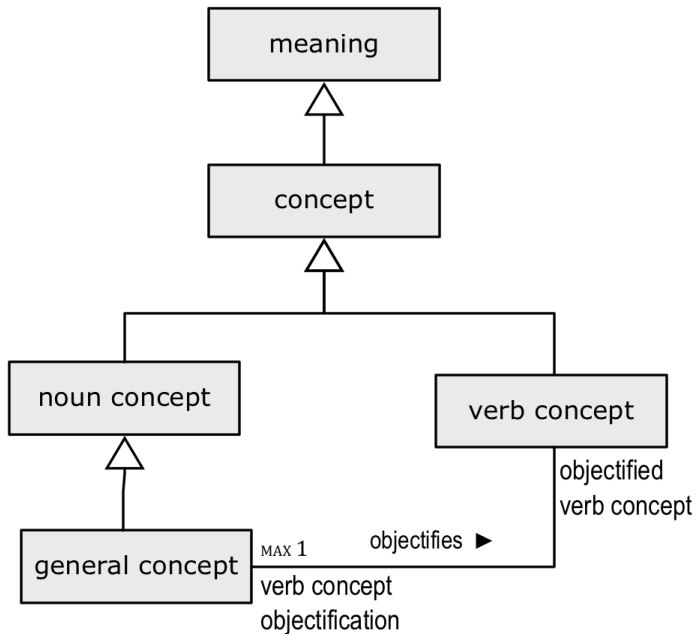 meaning
concept
noun concept
verb concept
objectified
verb concept
general concept
MAX 1
objectifies ►
verb concept
objectification